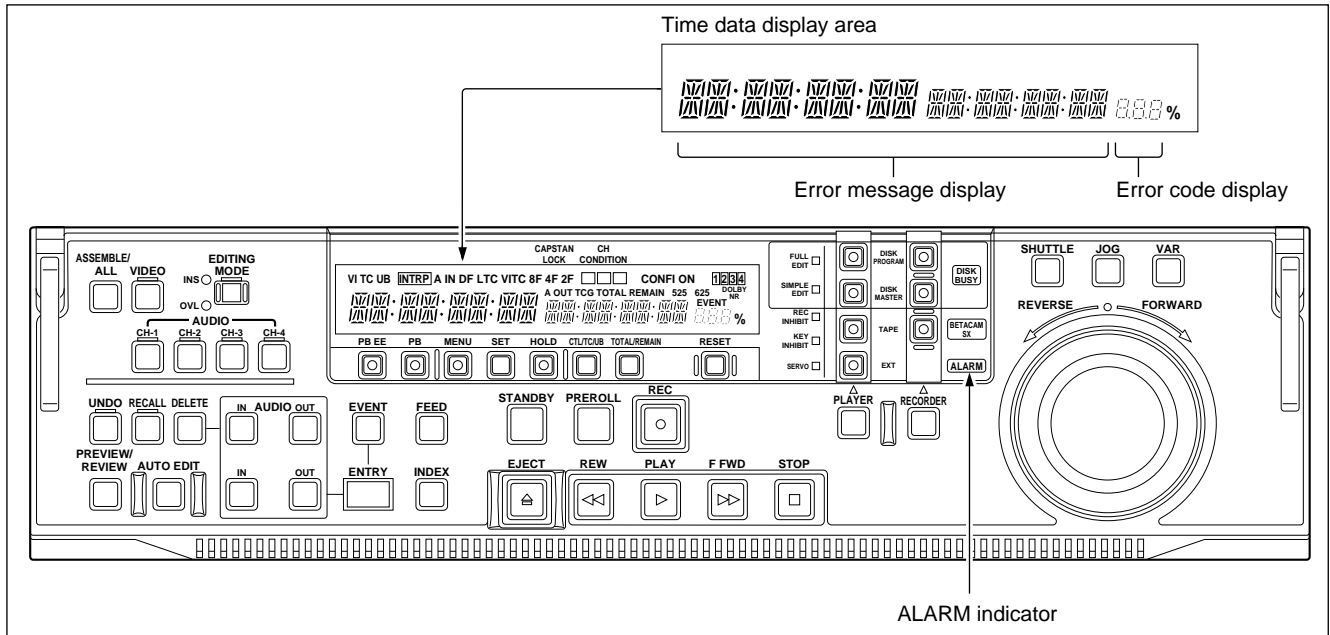 Time data display area
%
Error message display
Error code display
CAPSTAN LOCK
CH CONDITION
VI TC UB INTRP A IN DF LTC VITC 8F 4F 2F CONFI ON 1 2 3 4
A OUT TCG TOTAL REMAIN 525 625 DOLBY NR
EVENT
%
ASSEMBLE/
ALL
VIDEO
INS
OVL
EDITING
MODE
AUDIO
CH-1 CH-2 CH-3 CH-4
PB EE PB MENU SET HOLD CTL/TC/UB TOTAL/REMAIN RESET
FULL
EDIT
SIMPLE
EDIT
REC
INHIBIT
KEY
INHIBIT
SERVO
DISK
PROGRAM
DISK
MASTER
TAPE
EXT
DISK
BUSY
BETACAM
SX
ALARM
PLAYER
RECORDER
SHUTTLE JOG VAR
REVERSE FORWARD
UNDO RECALL DELETE
IN AUDIO OUT
EVENT FEED
STANDBY PREROLL REC
PREVIEW/
REVIEW
AUTO EDIT
IN OUT
ENTRY INDEX
EJECT REW PLAY F FWD STOP
ALARM indicator